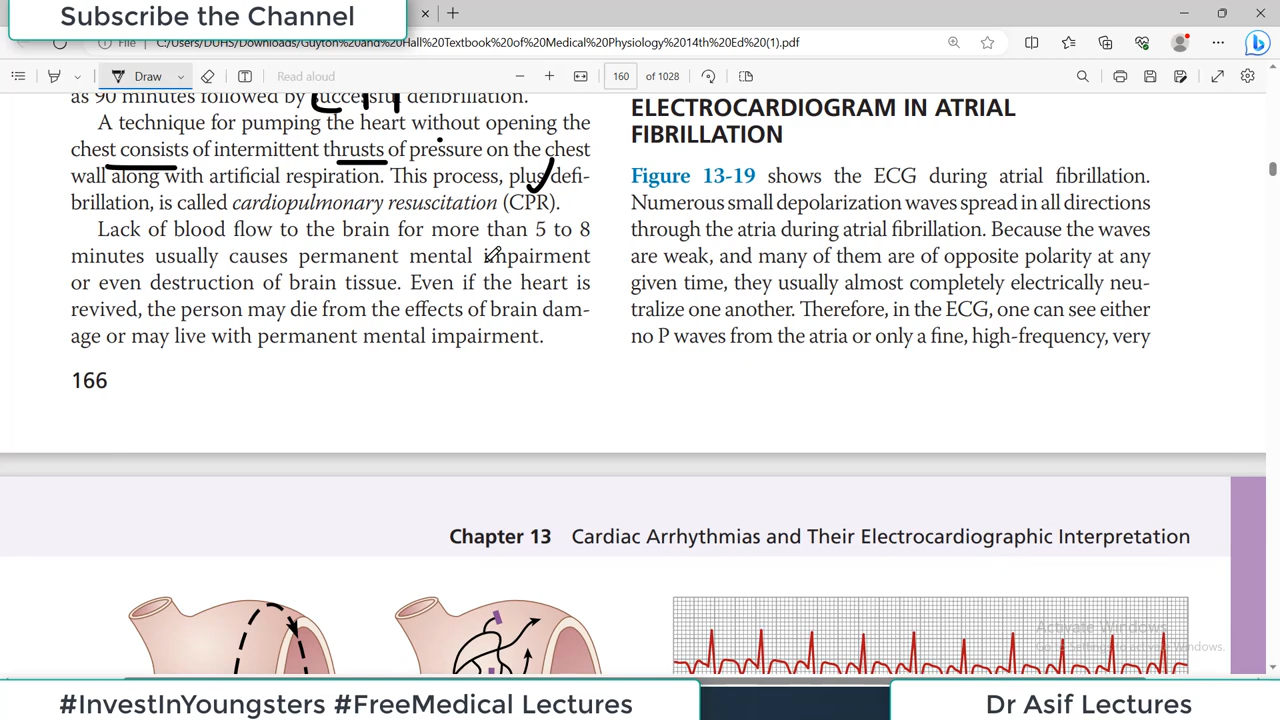 Subscribe the Channel
File
C:/Users/DUHS/Downloads/Guyton%20and%20Hall%20Textbook%20of%20Medical%20Physiology%2014th%20Ed%20(1).pdf
Draw
Read aloud
160 of 1028
as 90 minutes followed by successful defibrillation.
A technique for pumping the heart without opening the
chest consists of intermittent thrusts of pressure on the chest
wall along with artificial respiration. This process, plus defi-
brillation, is called cardiopulmonary resuscitation (CPR).
Lack of blood flow to the brain for more than 5 to 8
minutes usually causes permanent mental impairment
or even destruction of brain tissue. Even if the heart is
revived, the person may die from the effects of brain dam-
age or may live with permanent mental impairment.
166
ELECTROCARDIOGRAM IN ATRIAL
FIBRILLATION
Figure 13-19 shows the ECG during atrial fibrillation.
Numerous small depolarization waves spread in all directions
through the atria during atrial fibrillation. Because the waves
are weak, and many of them are of opposite polarity at any
given time, they usually almost completely electrically neu-
tralize one another. Therefore, in the ECG, one can see either
no P waves from the atria or only a fine, high-frequency, very
Chapter 13 Cardiac Arrhythmias and Their Electrocardiographic Interpretation
Activate Windows
Go to Settings to activate Windows.
#InvestInYoungsters #FreeMedical Lectures
Dr Asif Lectures